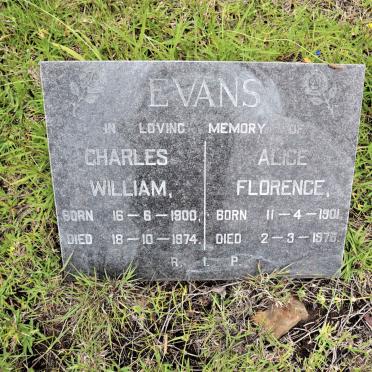 EVANS
IN LOVING MEMORY OF
CHARLES WILLIAM,
BORN 16-6-1900,
DIED 18-10-1974.
ALICE FLORENCE,
BORN 11-4-1901
DIED 2-3-1978.
R. I. P.